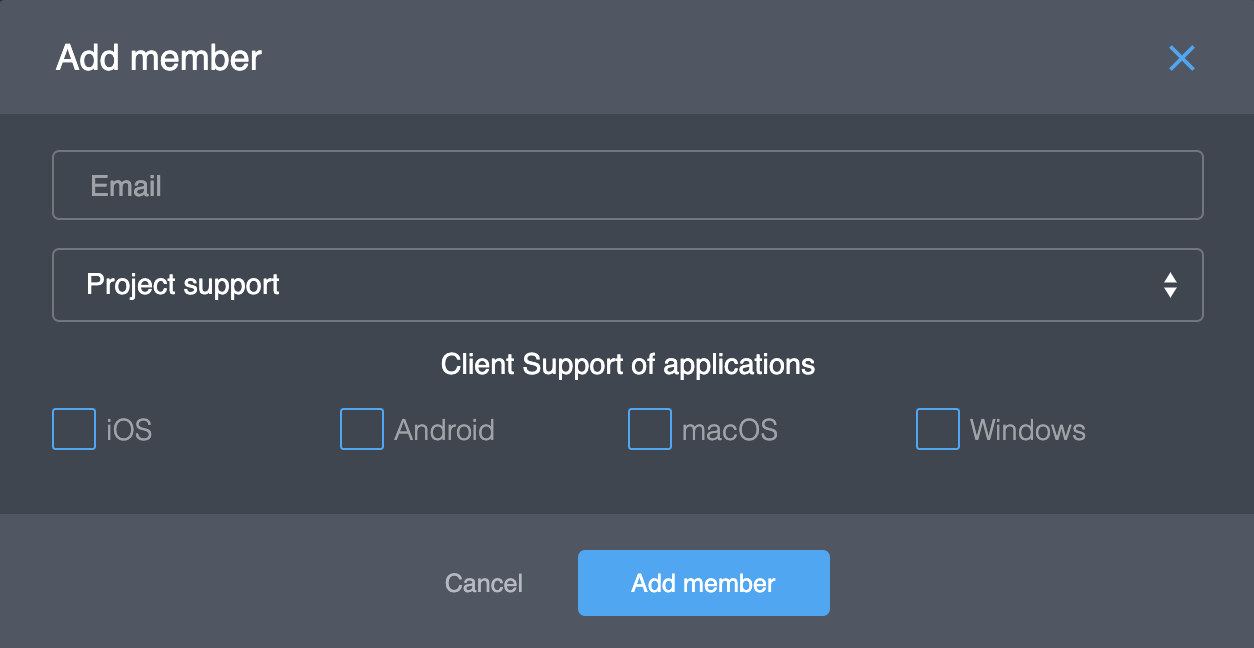 Add member
Email
Project support
Client Support of applications
iOS Android macOS Windows
Cancel Add member